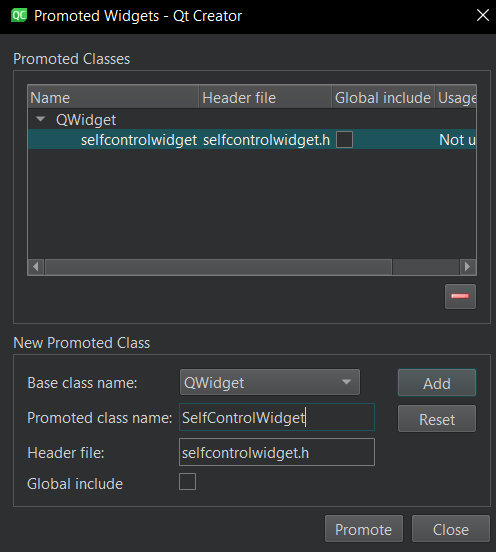 QC Promoted Widgets - Qt Creator
Promoted Classes
Name Header file Global include Usage
QWidget
selfcontrolwidget selfcontrolwidget.h Not u
New Promoted Class
Base class name: QWidget Add
Promoted class name: SelfControlWidget Reset
Header file: selfcontrolwidget.h
Global include
Promote Close